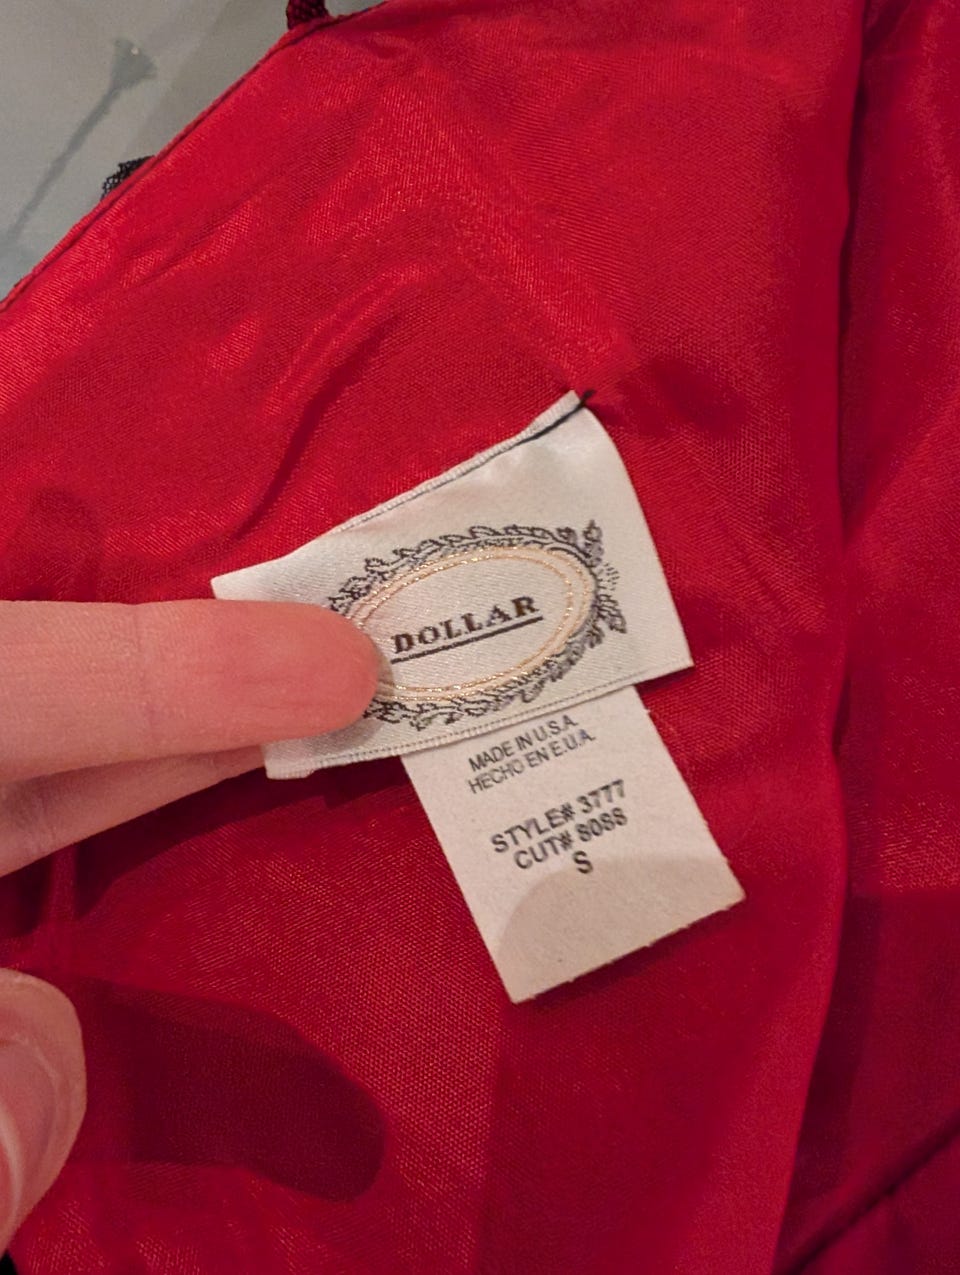 DOLLAR
MADE IN U.S.A.
HECHO EN E.U.A.
STYLE# 3777
CUT# 8088
S